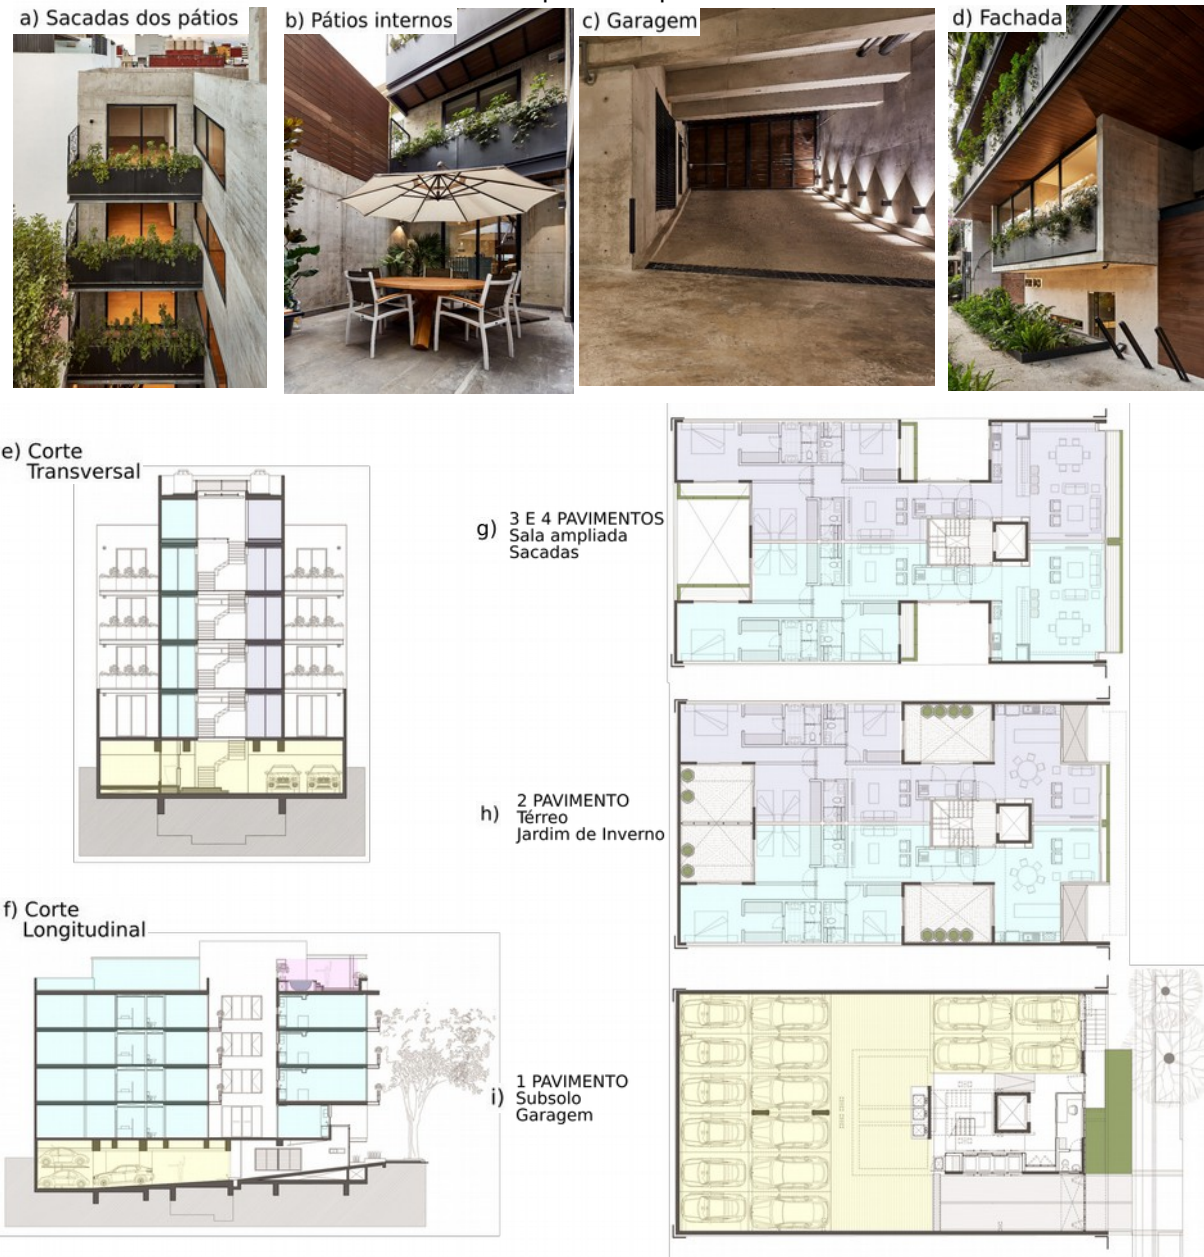 a) Sacadas dos pátios
b) Pátios internos
c) Garagem
d) Fachada
e) Corte
Transversal
g) 3 E 4 PAVIMENTOS
Sala ampliada
Sacadas
h) 2 PAVIMENTO
Térreo
Jardim de Inverno
f) Corte
Longitudinal
i) 1 PAVIMENTO
Subsolo
Garagem